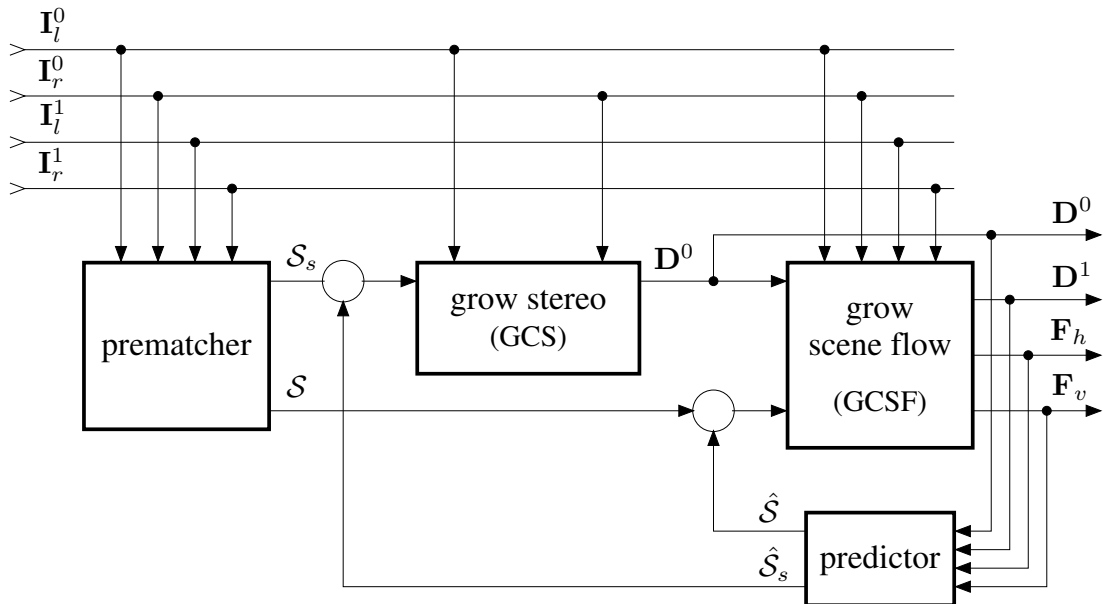 I_l^0
I_r^0
I_l^1
I_r^1
D^0
S_s
D^0
D^1
grow stereo
(GCS)
grow
scene flow
(GCSF)
prematcher
F_h
S
F_v
Ŝ
Ŝ_s
predictor